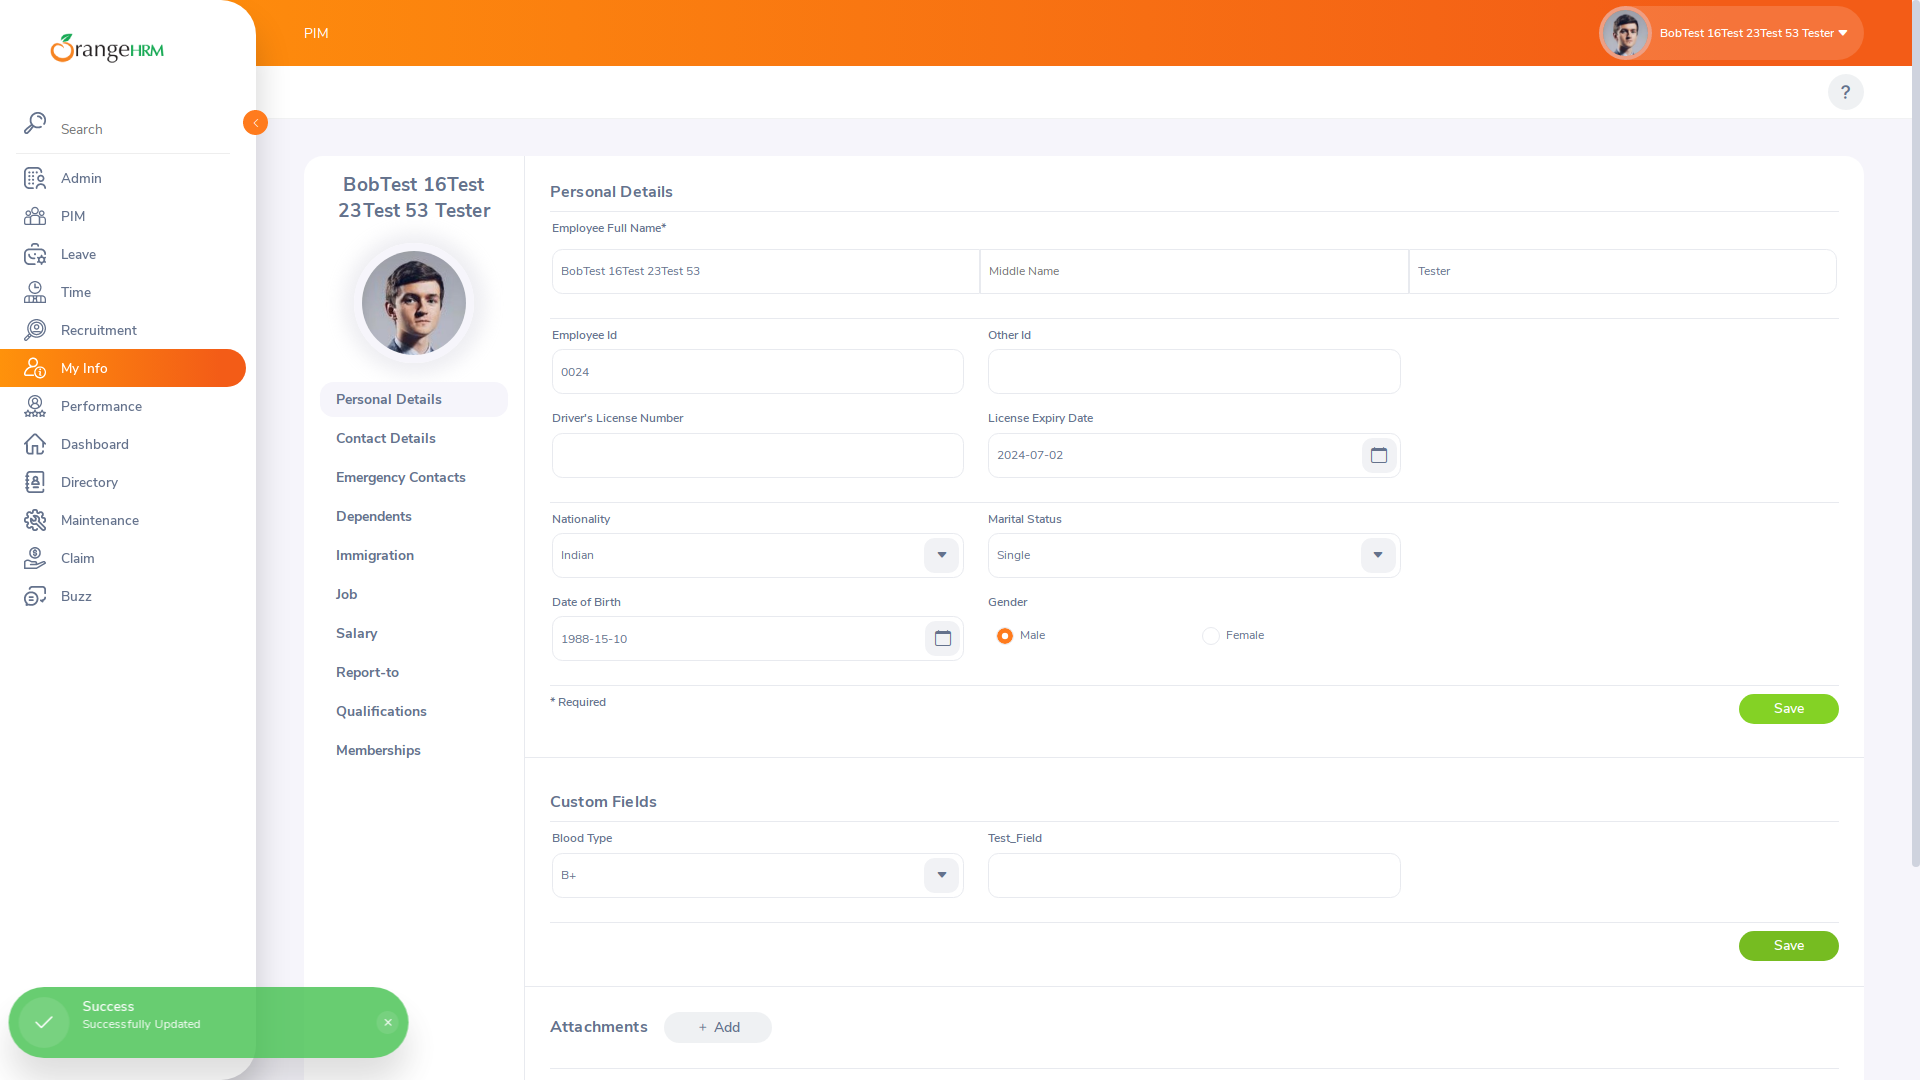 OrangeHRM
PIM
BobTest 16Test 23Test 53 Tester
?
Search
Admin
PIM
Leave
Time
Recruitment
My Info
Performance
Dashboard
Directory
Maintenance
Claim
Buzz
BobTest 16Test
23Test 53 Tester
Personal Details
Contact Details
Emergency Contacts
Dependents
Immigration
Job
Salary
Report-to
Qualifications
Memberships
Personal Details
Employee Full Name*
BobTest 16Test 23Test 53 Middle Name Tester
Employee Id Other Id
0024
Driver's License Number License Expiry Date
2024-07-02
Nationality Marital Status
Indian Single
Date of Birth Gender
1988-15-10 Male Female
* Required Save
Custom Fields
Blood Type Test_Field
B+
Save
Attachments + Add
Success
Successfully Updated